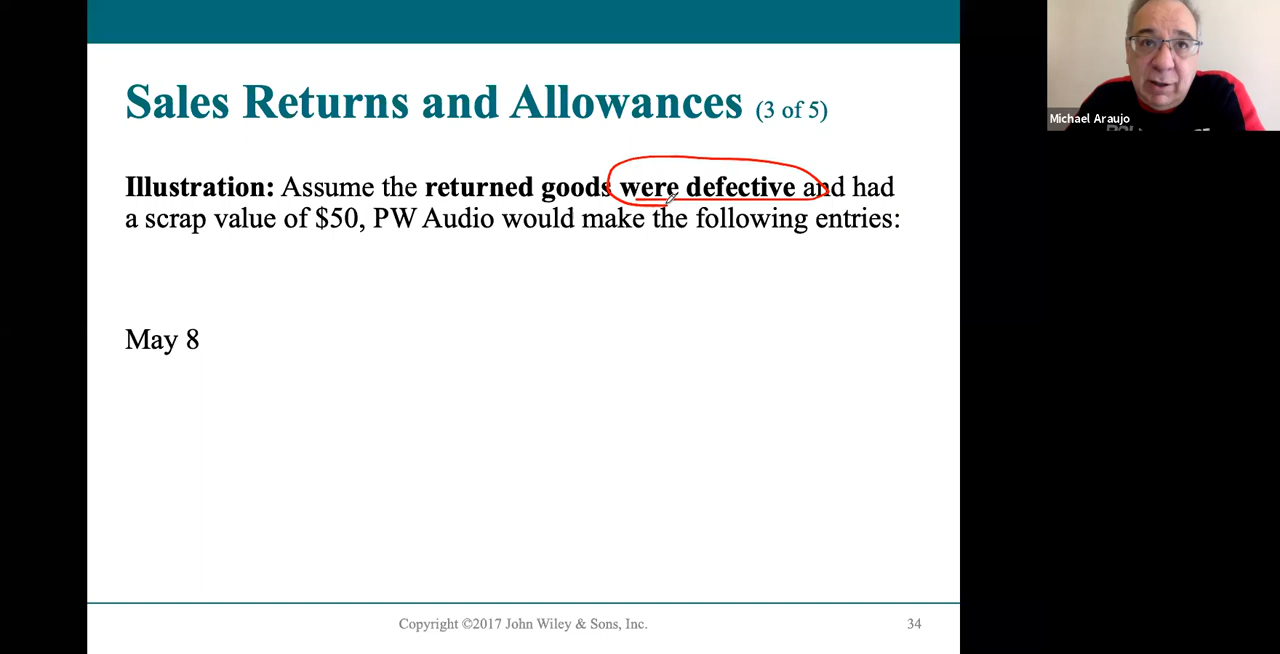 Sales Returns and Allowances (3 of 5)
Illustration: Assume the returned goods were defective and had
a scrap value of $50, PW Audio would make the following entries:
May 8
Copyright ©2017 John Wiley & Sons, Inc.
34
Michael Araujo